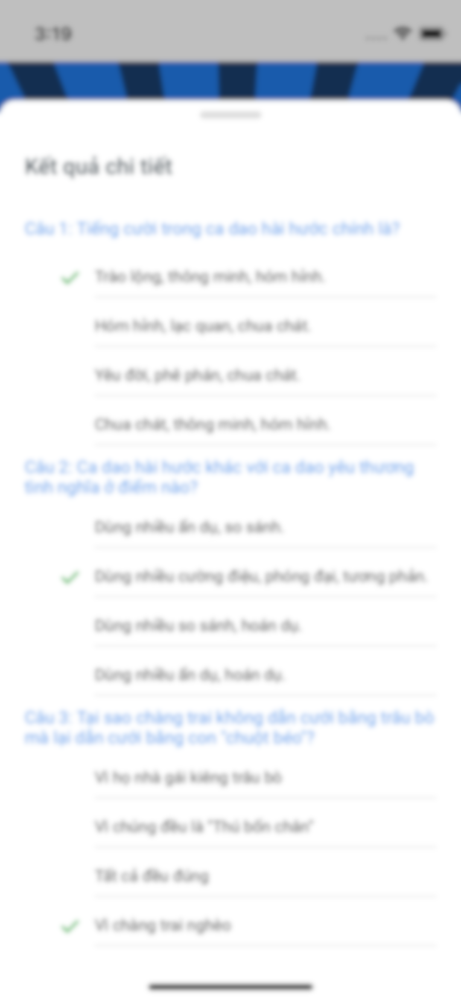 3:19
Kết quả chi tiết
Câu 1: Tiếng cười trong ca dao hài hước chính là?
Trào lộng, thông minh, hóm hỉnh.
Hóm hỉnh, lạc quan, chua chát.
Yêu đời, phê phán, chua chát.
Chua chát, thông minh, hóm hỉnh.
Câu 2: Ca dao hài hước khác với ca dao yêu thương
tình nghĩa ở điểm nào?
Dùng nhiều ẩn dụ, so sánh.
Dùng nhiều cường điệu, phóng đại, tương phản.
Dùng nhiều so sánh, hoán dụ.
Dùng nhiều ẩn dụ, hoán dụ.
Câu 3: Tại sao chàng trai không dẫn cưới bằng trâu bò
mà lại dẫn cưới bằng con "chuột béo"?
Vì họ nhà gái kiêng trâu bò
Vì chúng đều là "Thú bốn chân"
Tất cả đều đúng
Vì chàng trai nghèo